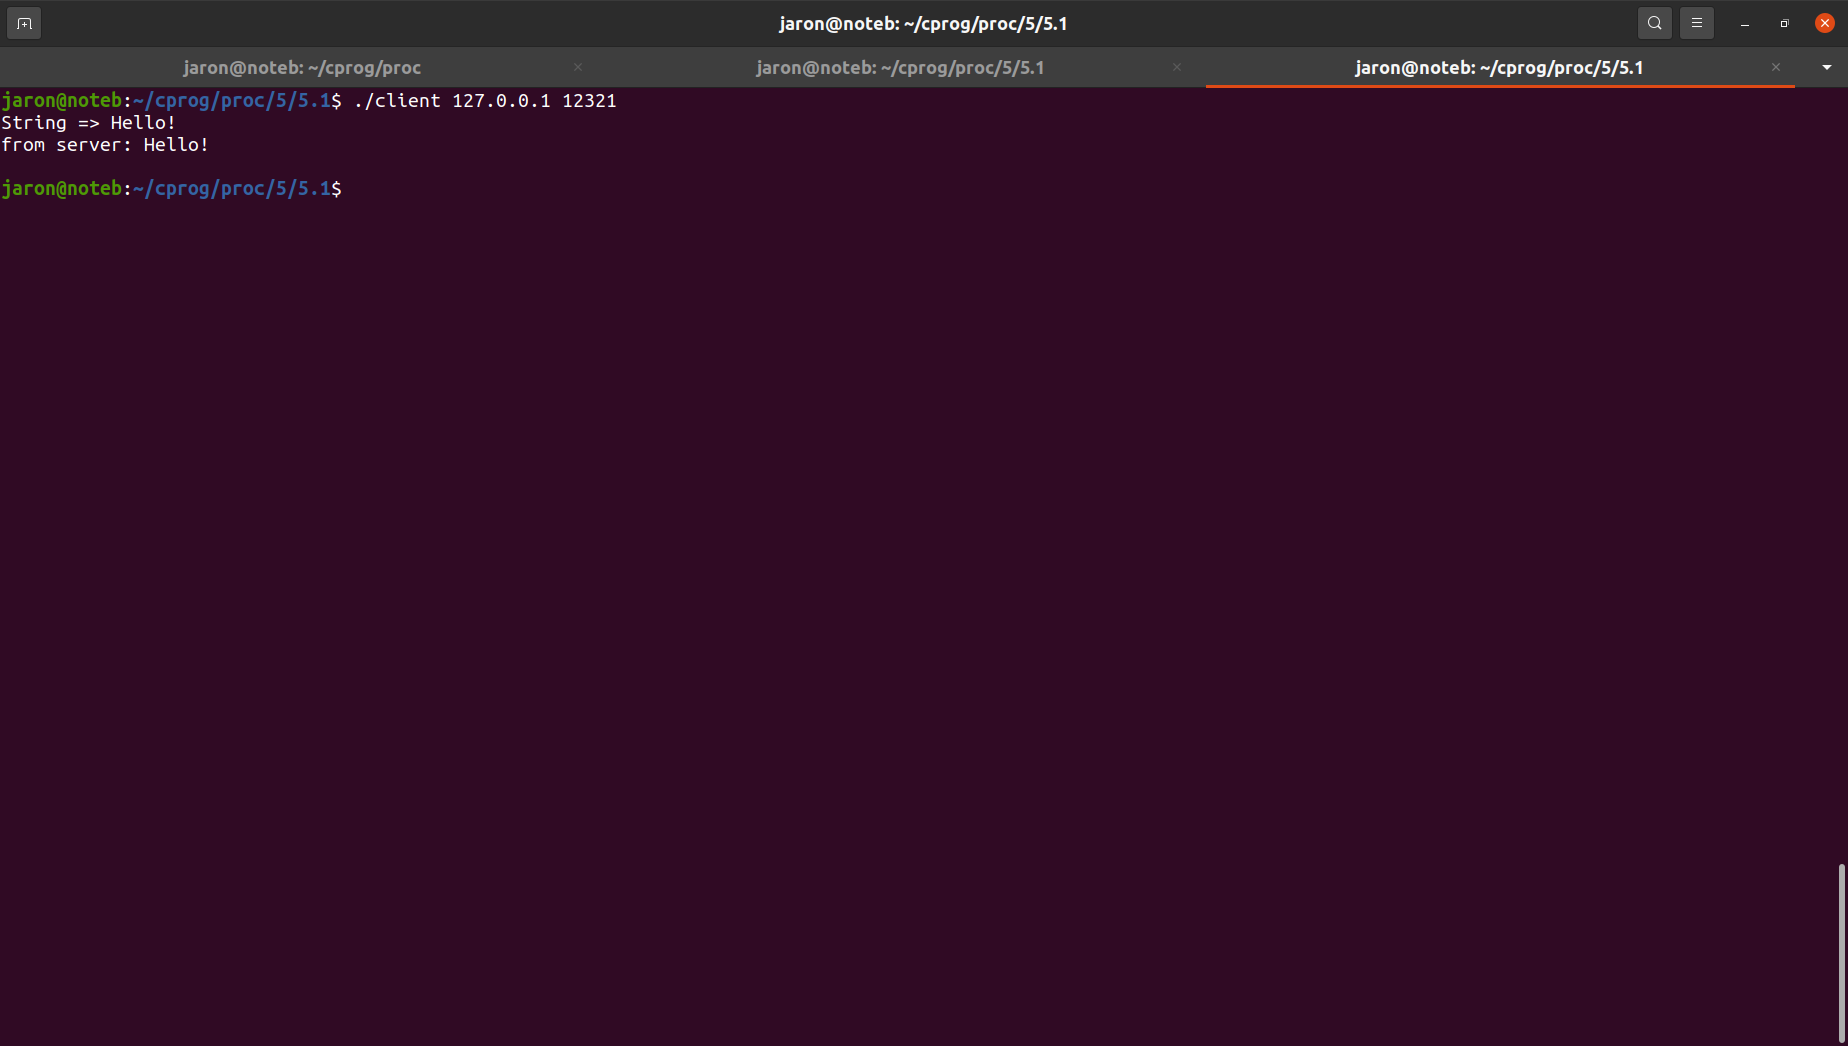 jaron@noteb: ~/cprog/proc/5/5.1
jaron@noteb: ~/cprog/proc
jaron@noteb: ~/cprog/proc/5/5.1
jaron@noteb: ~/cprog/proc/5/5.1
jaron@noteb:~/cprog/proc/5/5.1$ ./client 127.0.0.1 12321
String => Hello!
from server: Hello!
jaron@noteb:~/cprog/proc/5/5.1$